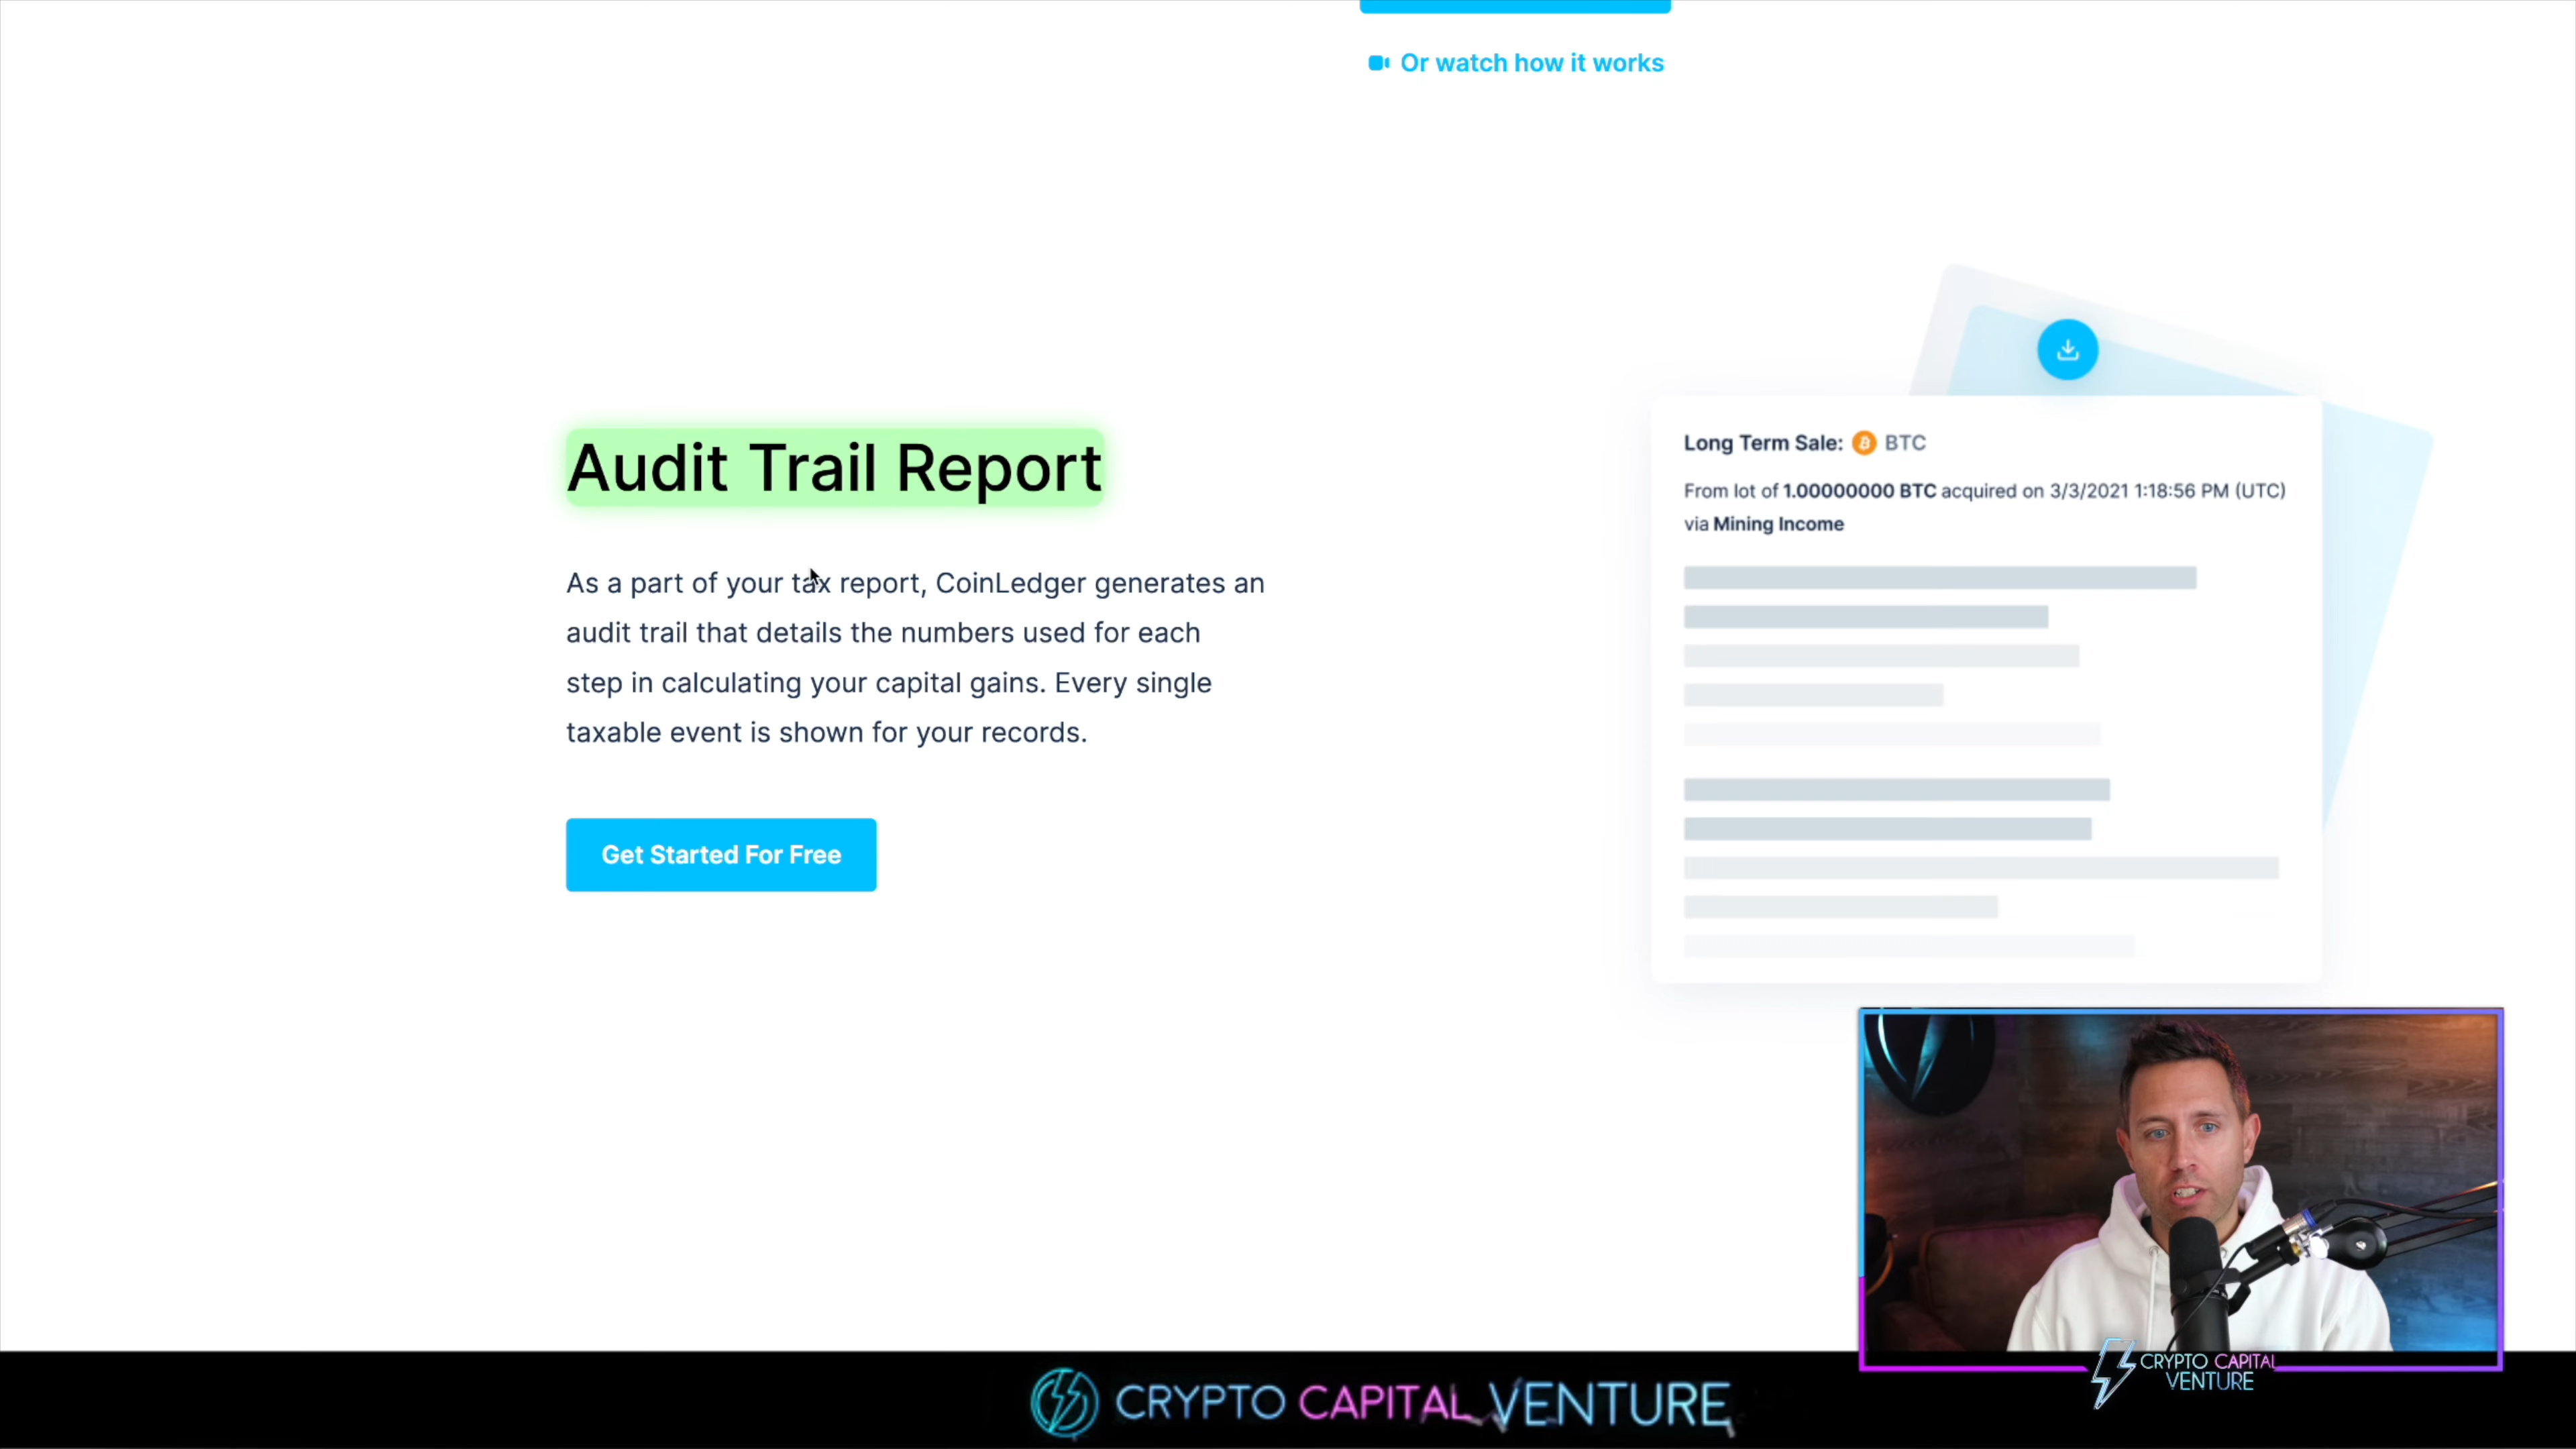 Or watch how it works
Audit Trail Report
As a part of your tax report, CoinLedger generates an
audit trail that details the numbers used for each
step in calculating your capital gains. Every single
taxable event is shown for your records.
Get Started For Free
Long Term Sale: BTC
From lot of 1.00000000 BTC acquired on 3/3/2021 1:18:56 PM (UTC)
via Mining Income
CRYPTO CAPITAL
VENTURE
CRYPTO CAPITAL VENTURE